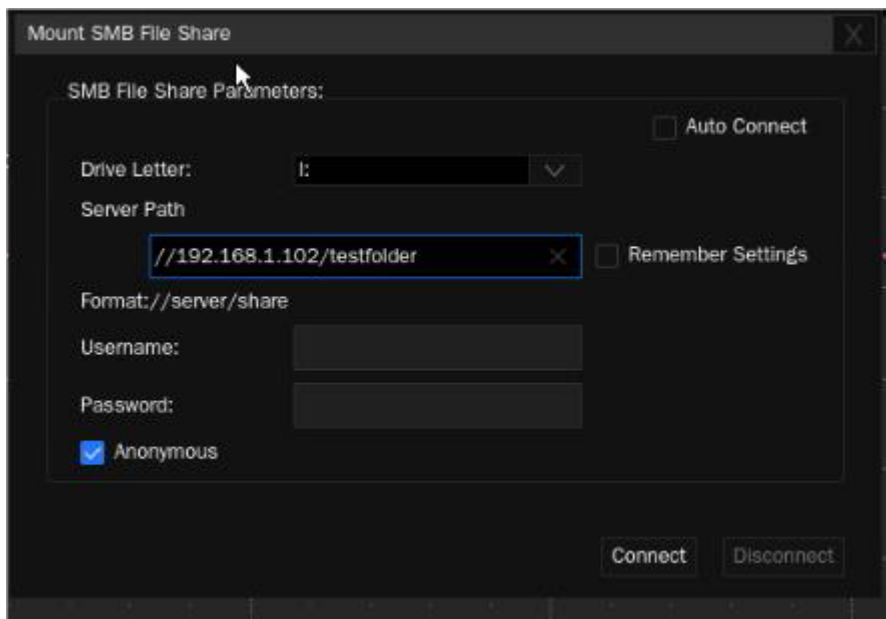 Mount SMB File Share
X
SMB File Share Parameters:
Auto Connect
Drive Letter: I:
Server Path
//192.168.1.102/testfolder
Remember Settings
Format://server/share
Username:
Password:
Anonymous
Connect Disconnect